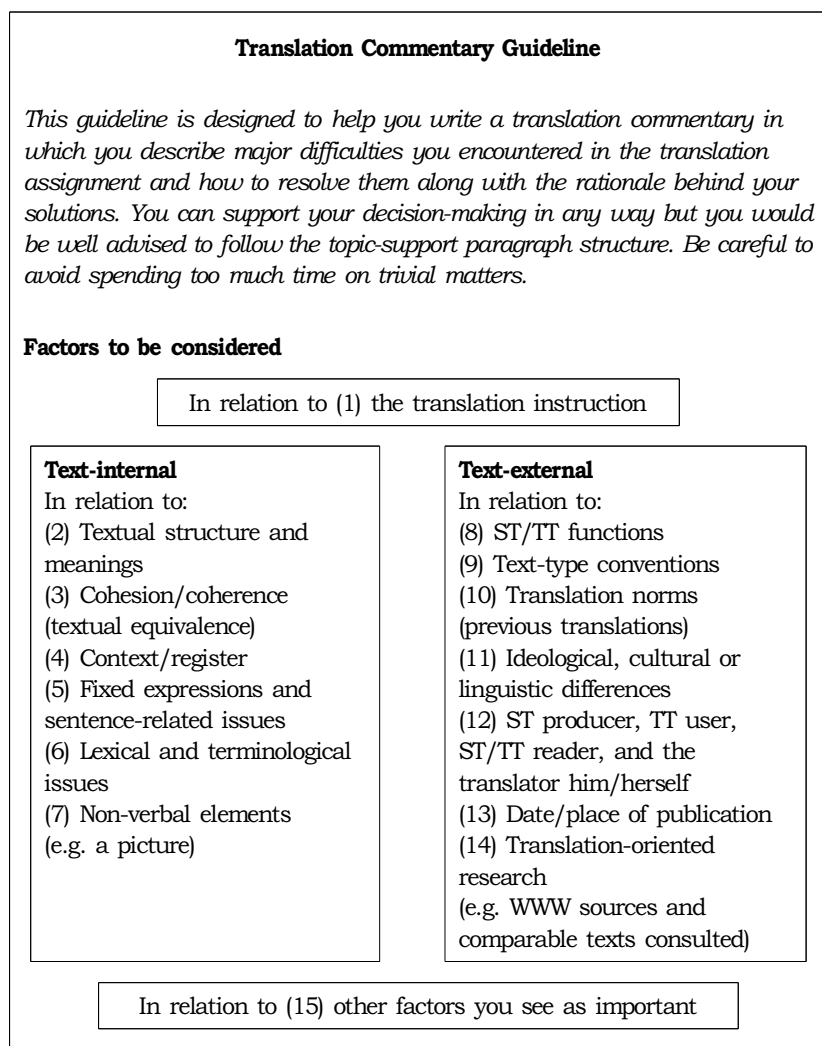 Translation Commentary Guideline
This guideline is designed to help you write a translation commentary in
which you describe major difficulties you encountered in the translation
assignment and how to resolve them along with the rationale behind your
solutions. You can support your decision-making in any way but you would
be well advised to follow the topic-support paragraph structure. Be careful to
avoid spending too much time on trivial matters.
Factors to be considered
In relation to (1) the translation instruction
Text-internal
In relation to:
(2) Textual structure and
meanings
(3) Cohesion/coherence
(textual equivalence)
(4) Context/register
(5) Fixed expressions and
sentence-related issues
(6) Lexical and terminological
issues
(7) Non-verbal elements
(e.g. a picture)
Text-external
In relation to:
(8) ST/TT functions
(9) Text-type conventions
(10) Translation norms
(previous translations)
(11) Ideological, cultural or
linguistic differences
(12) ST producer, TT user,
ST/TT reader, and the
translator him/herself
(13) Date/place of publication
(14) Translation-oriented
research
(e.g. WWW sources and
comparable texts consulted)
In relation to (15) other factors you see as important